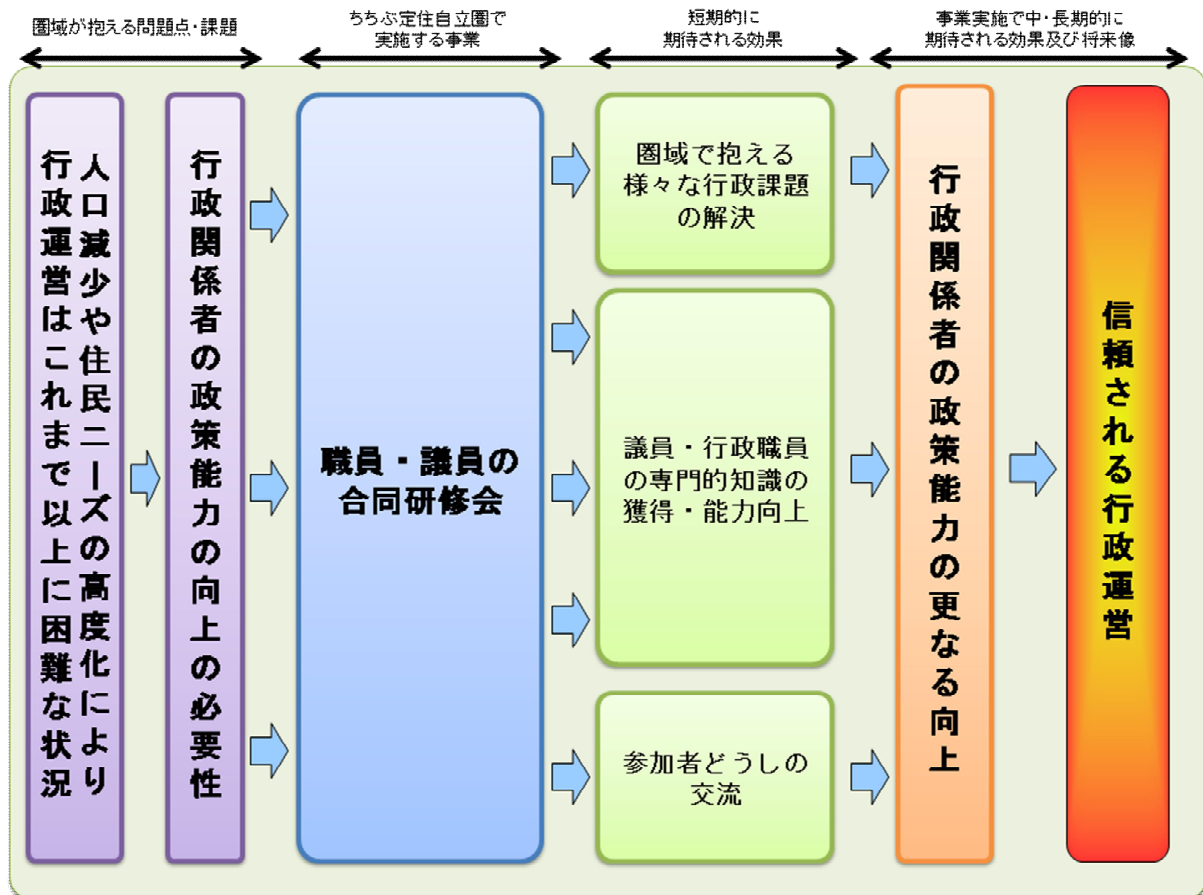 圏域が抱える問題点・課題
ちちぶ定住自立圏で
実施する事業
短期的に
期待される効果
事業実施で中・長期的に
期待される効果及び将来像
人口減少や住民ニーズの高度化により
行政運営はこれまで以上に困難な状況
行政関係者の政策能力の向上の必要性
職員・議員の
合同研修会
圏域で抱える
様々な行政課題
の解決
議員・行政職員
の専門的知識の
獲得・能力向上
参加者どうしの
交流
行政関係者の政策能力の更なる向上
信頼される行政運営